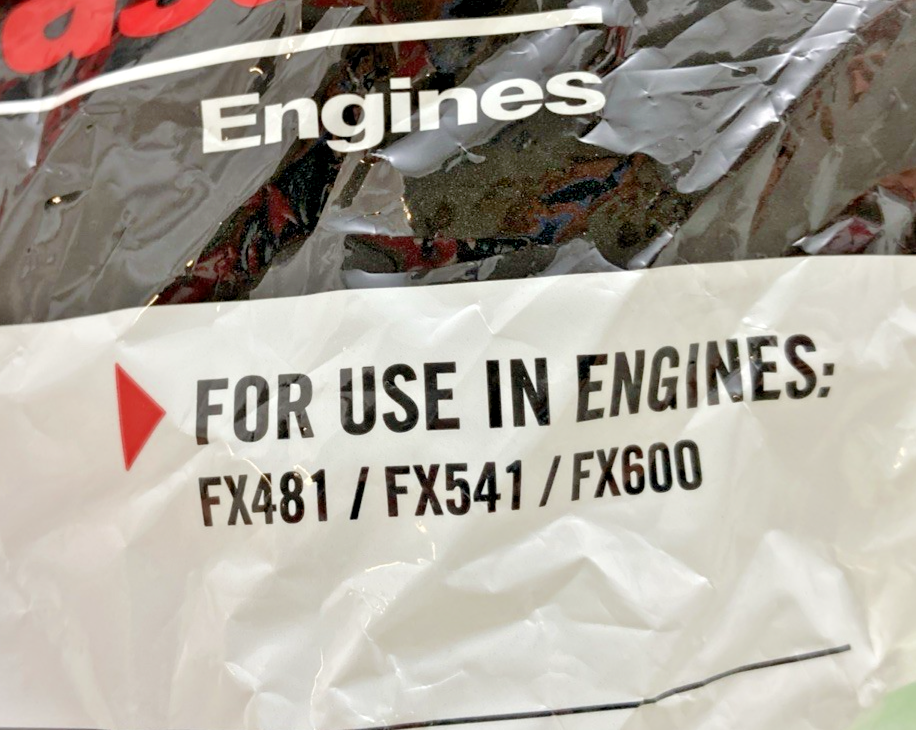 Engines
FOR USE IN ENGINES:
FX481 / FX541 / FX600